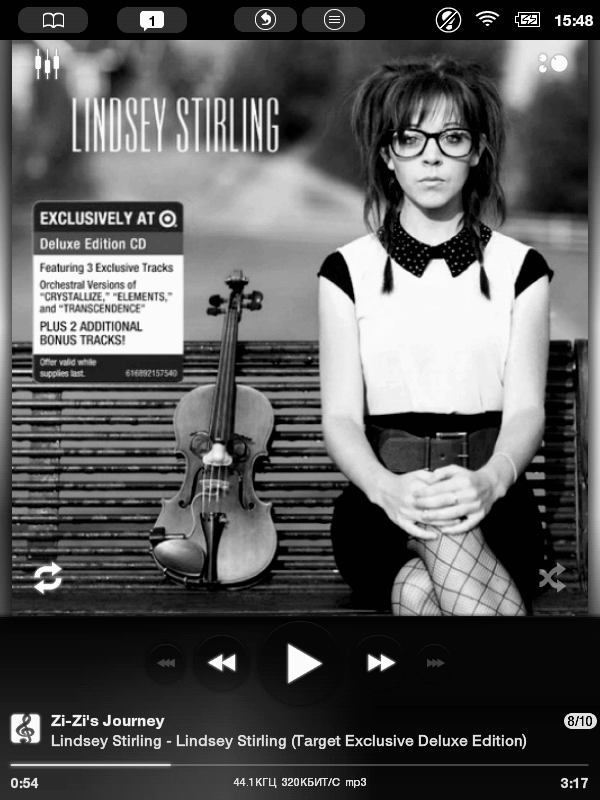 1
15:48
LINDSEY STIRLING
EXCLUSIVELY AT
Deluxe Edition CD
Featuring 3 Exclusive Tracks
Orchestral Versions of
“CRYSTALLIZE,” “ELEMENTS,”
and “TRANSCENDENCE”
PLUS 2 ADDITIONAL
BONUS TRACKS!
Offer valid while
supplies last. 616892157540
Zi-Zi's Journey 8/10
Lindsey Stirling - Lindsey Stirling (Target Exclusive Deluxe Edition)
0:54 44.1КГЦ 320КБИТ/С mp3 3:17